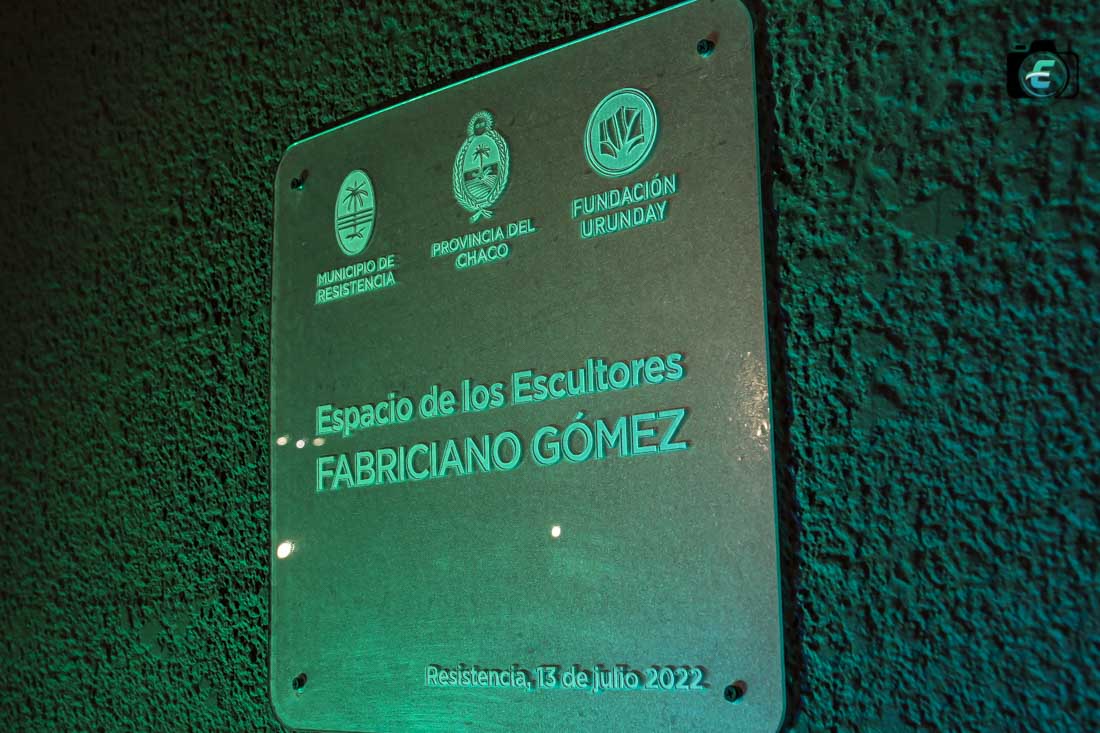 MUNICIPIO DE
RESISTENCIA
PROVINCIA DEL
CHACO
FUNDACIÓN
URUNDAY
Espacio de los Escultores
FABRICIANO GÓMEZ
Resistencia, 13 de julio 2022
E